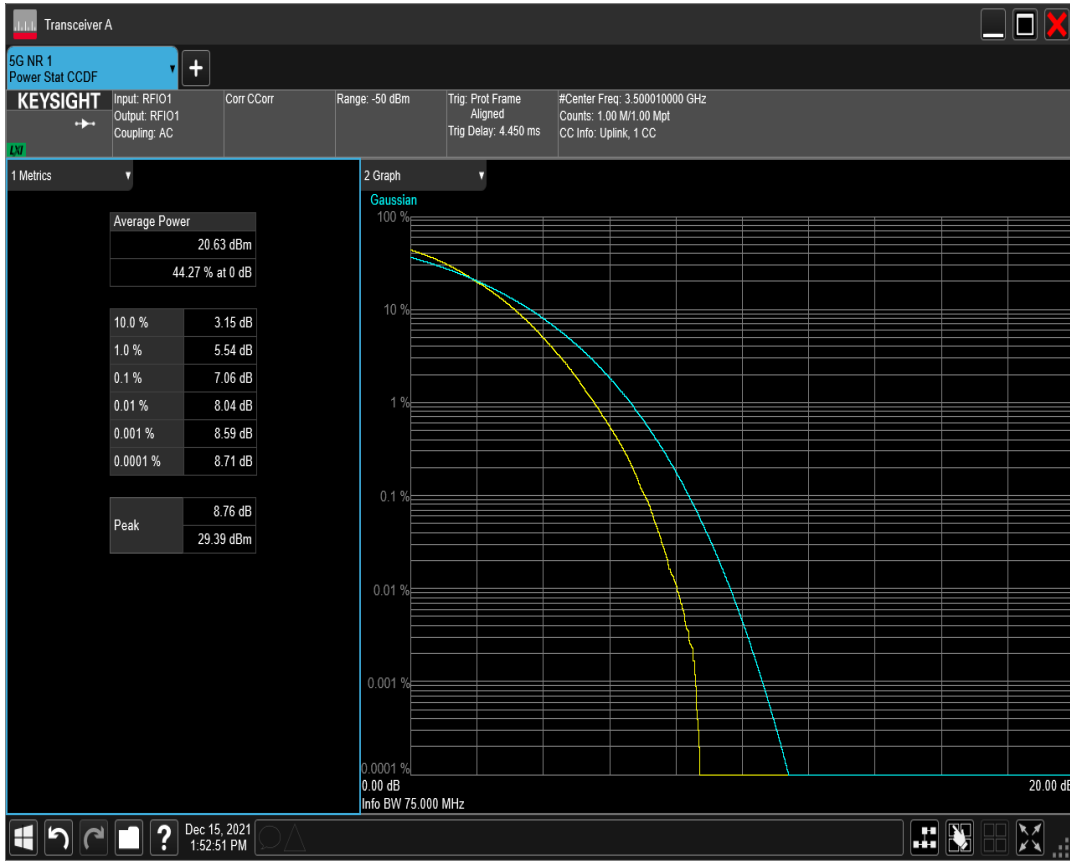 Transceiver A
5G NR 1
Power Stat CCDF
+
KEYSIGHT
LXI
Input: RFIO1
Output: RFIO1
Coupling: AC
Corr CCorr
Range: -50 dBm
Trig: Prot Frame
Aligned
Trig Delay: 4.450 ms
#Center Freq: 3.500010000 GHz
Counts: 1.00 M/1.00 Mpt
CC Info: Uplink, 1 CC
1 Metrics
Average Power
20.63 dBm
44.27 % at 0 dB
10.0 % 3.15 dB
1.0 % 5.54 dB
0.1 % 7.06 dB
0.01 % 8.04 dB
0.001 % 8.59 dB
0.0001 % 8.71 dB
Peak
8.76 dB
29.39 dBm
2 Graph
Gaussian
100 %
10 %
1 %
0.1 %
0.01 %
0.001 %
0.0001 %
0.00 dB
20.00 dB
Info BW 75.000 MHz
?
Dec 15, 2021
1:52:51 PM